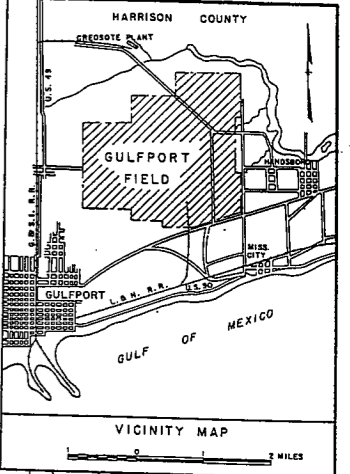 HARRISON COUNTY
CREOSOTE PLANT
U.S. 49
GULFPORT
FIELD
HANDSBORO
G. & S.I. R.R.
MISS.
CITY
GULFPORT
L. & N. R.R.
U.S. 90
GULF OF MEXICO
VICINITY MAP
1 0 1 2 MILES